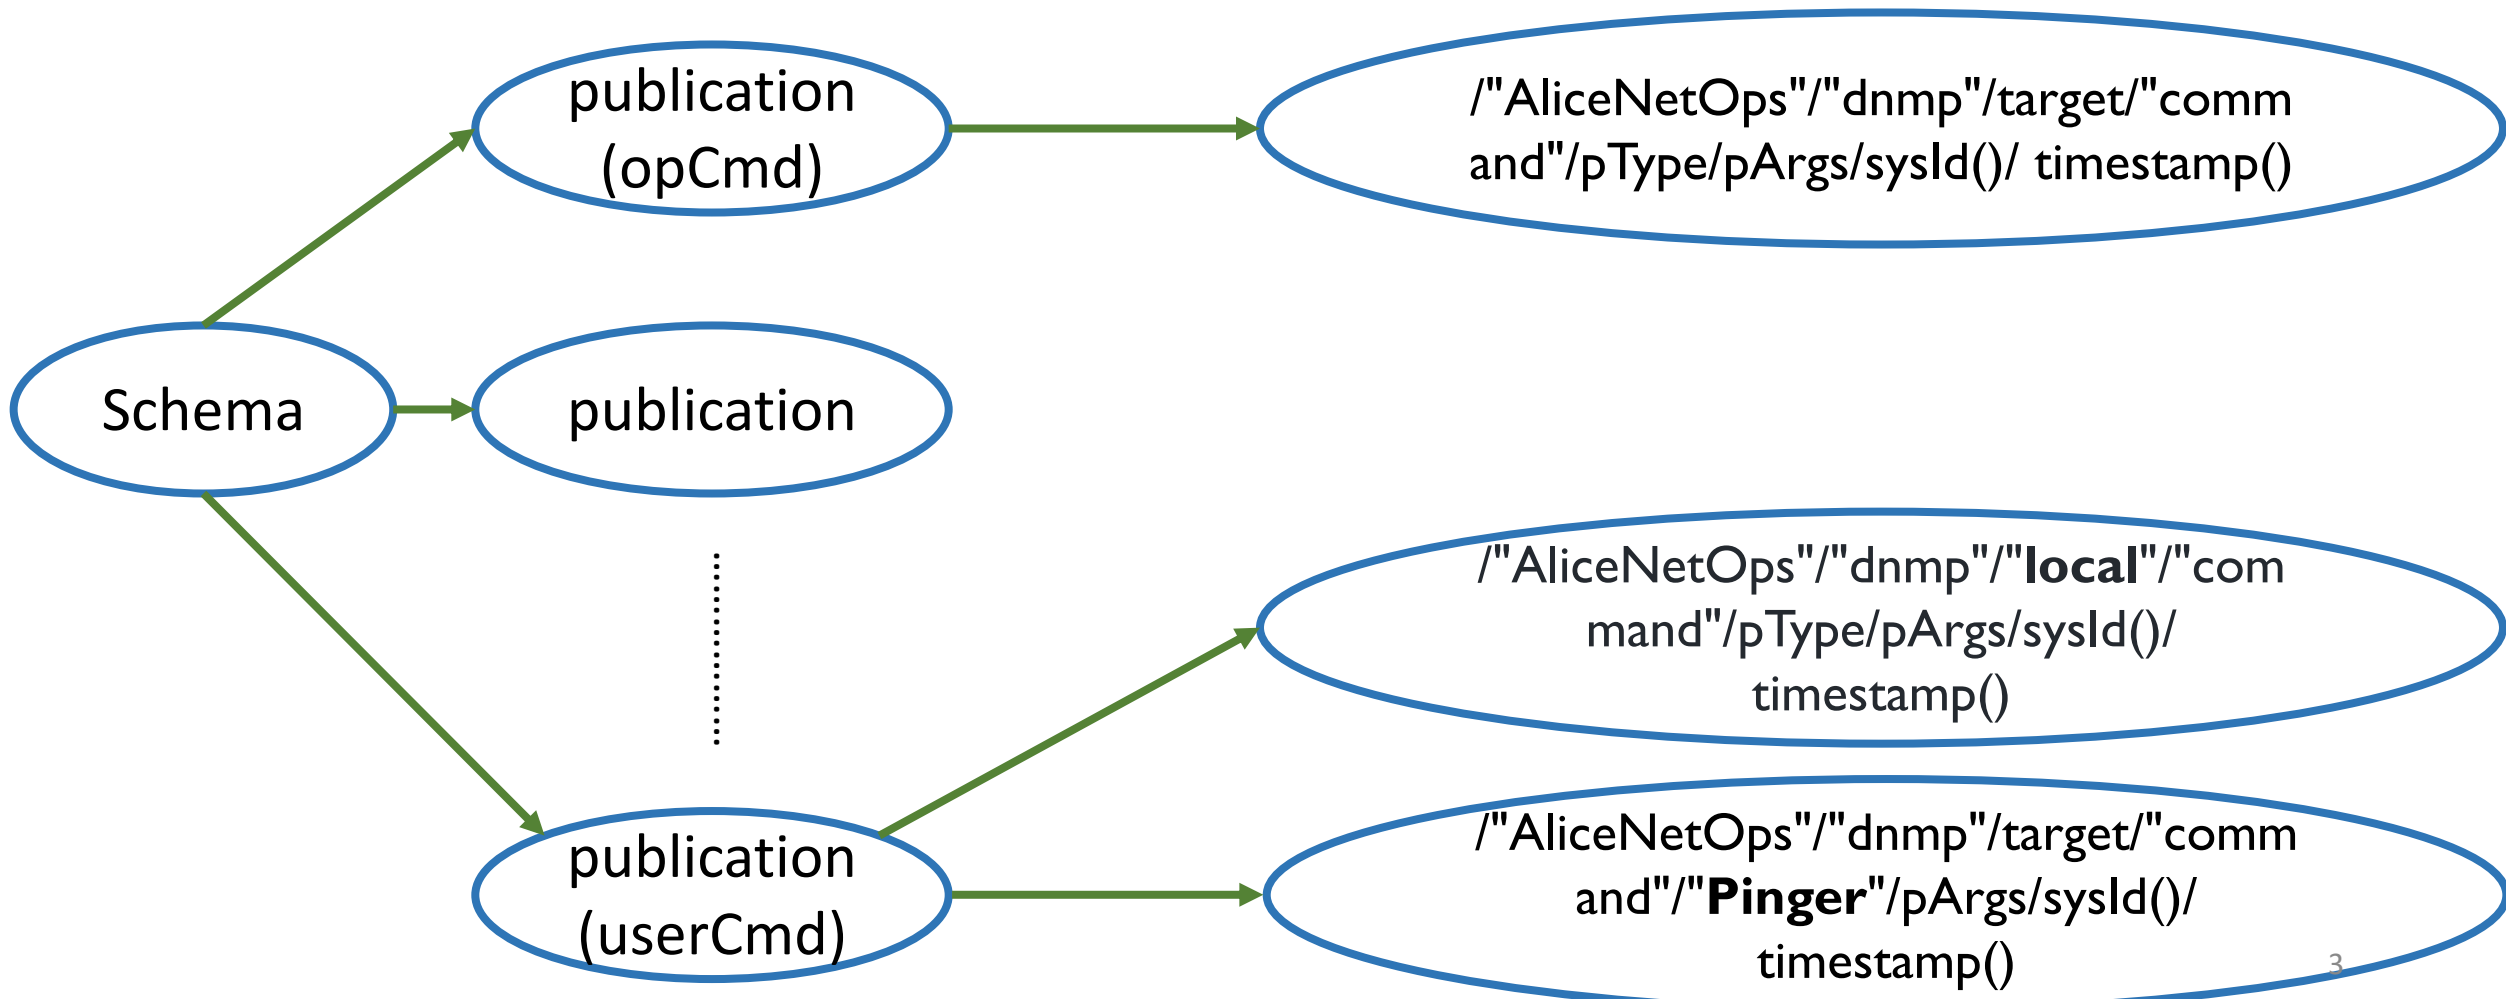 publication
(opCmd)
/"AliceNetOps"/"dmp"/target/"comm
and"/pType/pArgs/sysId()/ timestamp()
Schema
publication
/"AliceNetOps"/"dnmp"/"local"/"com
mand"/pType/pArgs/sysId()/
timestamp()
publication
(userCmd)
/"AliceNetOps"/"dnmp"/target/"comm
and"/"Pinger"/pArgs/sysId()/
timestamp()
3